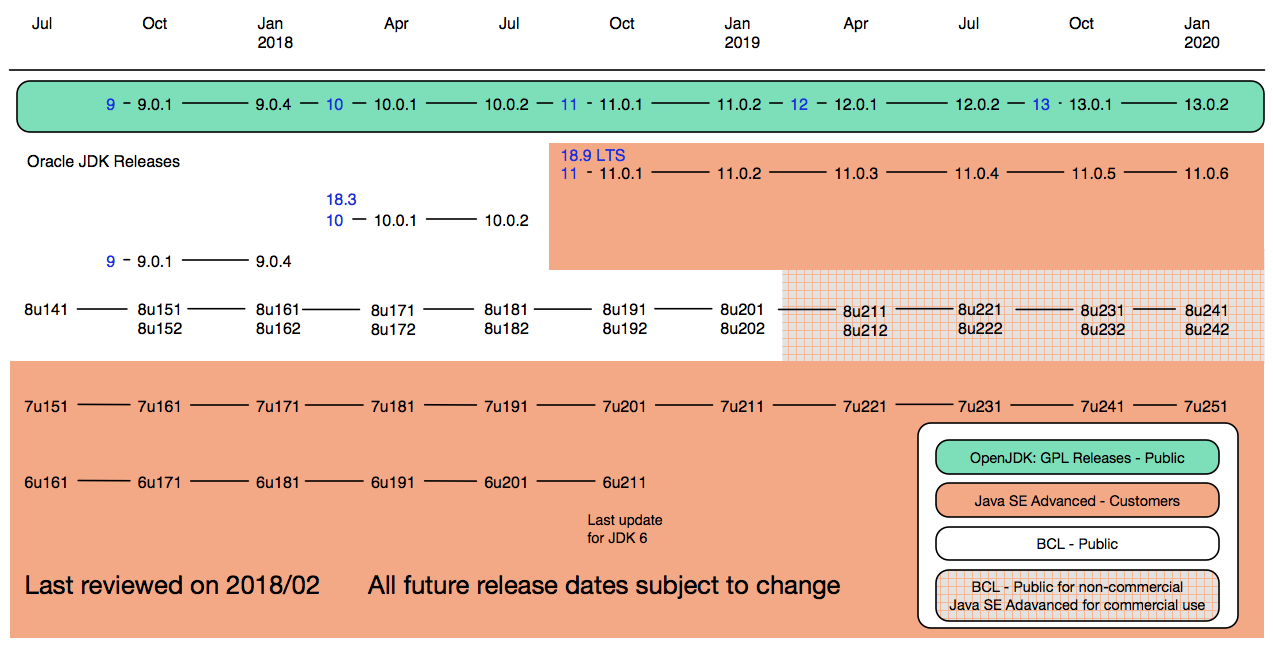 Jul Oct Jan Apr Jul Oct Jan Apr Jul Oct Jan
2018 2019 2020
9 - 9.0.1 9.0.4 10 10.0.1 10.0.2 11 - 11.0.1 11.0.2 12 12.0.1 12.0.2 13 - 13.0.1 13.0.2
Oracle JDK Releases
18.9 LTS
11 - 11.0.1 11.0.2 11.0.3 11.0.4 11.0.5 11.0.6
18.3
10 10.0.1 10.0.2
9 - 9.0.1 9.0.4
8u141 8u151 8u161 8u171 8u181 8u191 8u201 8u211 8u221 8u231 8u241
8u152 8u162 8u172 8u182 8u192 8u202 8u212 8u222 8u232 8u242
7u151 7u161 7u171 7u181 7u191 7u201 7u211 7u221 7u231 7u241 7u251
6u161 6u171 6u181 6u191 6u201 6u211
Last update
for JDK 6
Last reviewed on 2018/02 All future release dates subject to change
OpenJDK: GPL Releases - Public
Java SE Advanced - Customers
BCL - Public
BCL - Public for non-commercial
Java SE Adavanced for commercial use